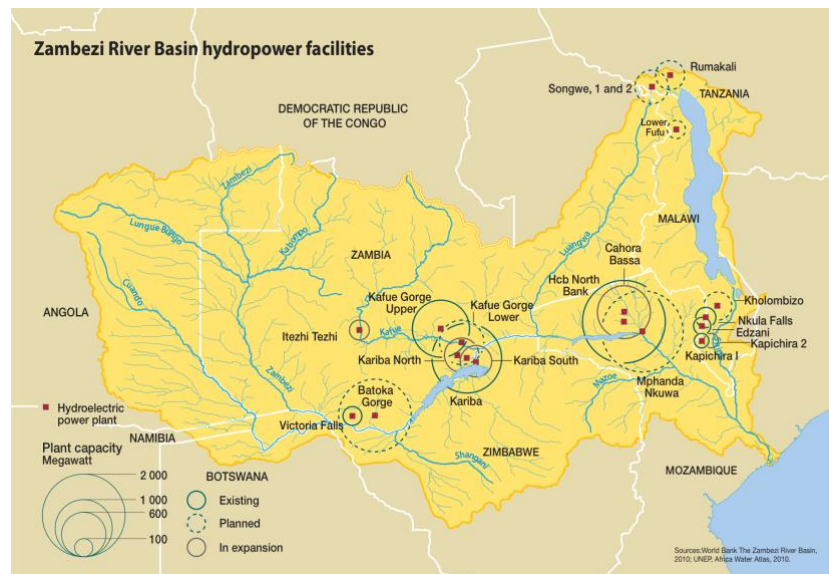 Zambezi River Basin hydropower facilities
Rumakali
Songwe, 1 and 2
TANZANIA
DEMOCRATIC REPUBLIC
OF THE CONGO
Lower
Fufu
Zambezi
Lungue Bungo
Kabompo
MALAWI
Luangwa
ZAMBIA
Cahora
Bassa
Cuando
Hcb North
Bank
Kafue Gorge
Upper
Kafue Gorge
Lower
Kholombizo
ANGOLA
Nkula Falls
Itezhi Tezhi
Kafue
Edzani
Kapichira 2
Kapichira I
Kariba North
Kariba South
Zambezi
Mazoe
Mphanda
Nkuwa
Batoka
Gorge
Kariba
Hydroelectric
power plant
Victoria Falls
NAMIBIA
ZIMBABWE
Shangani
Plant capacity
Megawatt
MOZAMBIQUE
2 000
BOTSWANA
1 000
Existing
600
Planned
100
In expansion
Sources:World Bank The Zambezi River Basin,
2010; UNEP, Africa Water Atlas, 2010.